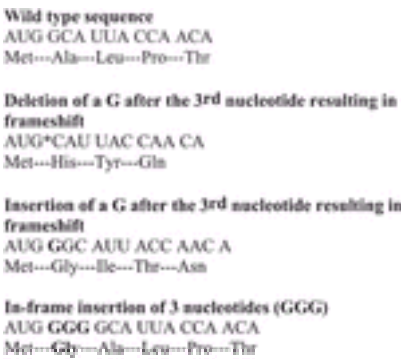 Wild type sequence
AUG GCA UUA CCA ACA
Met---Ala---Leu---Pro---Thr
Deletion of a G after the 3rd nucleotide resulting in
frameshift
AUG*CAU UAC CAA CA
Met---His---Tyr---Gln
Insertion of a G after the 3rd nucleotide resulting in
frameshift
AUG GGC AUU ACC AAC A
Met---Gly---Ile---Thr---Asn
In-frame insertion of 3 nucleotides (GGG)
AUG GGG GCA UUA CCA ACA
Met---Gly---Ala---Leu---Pro---Thr